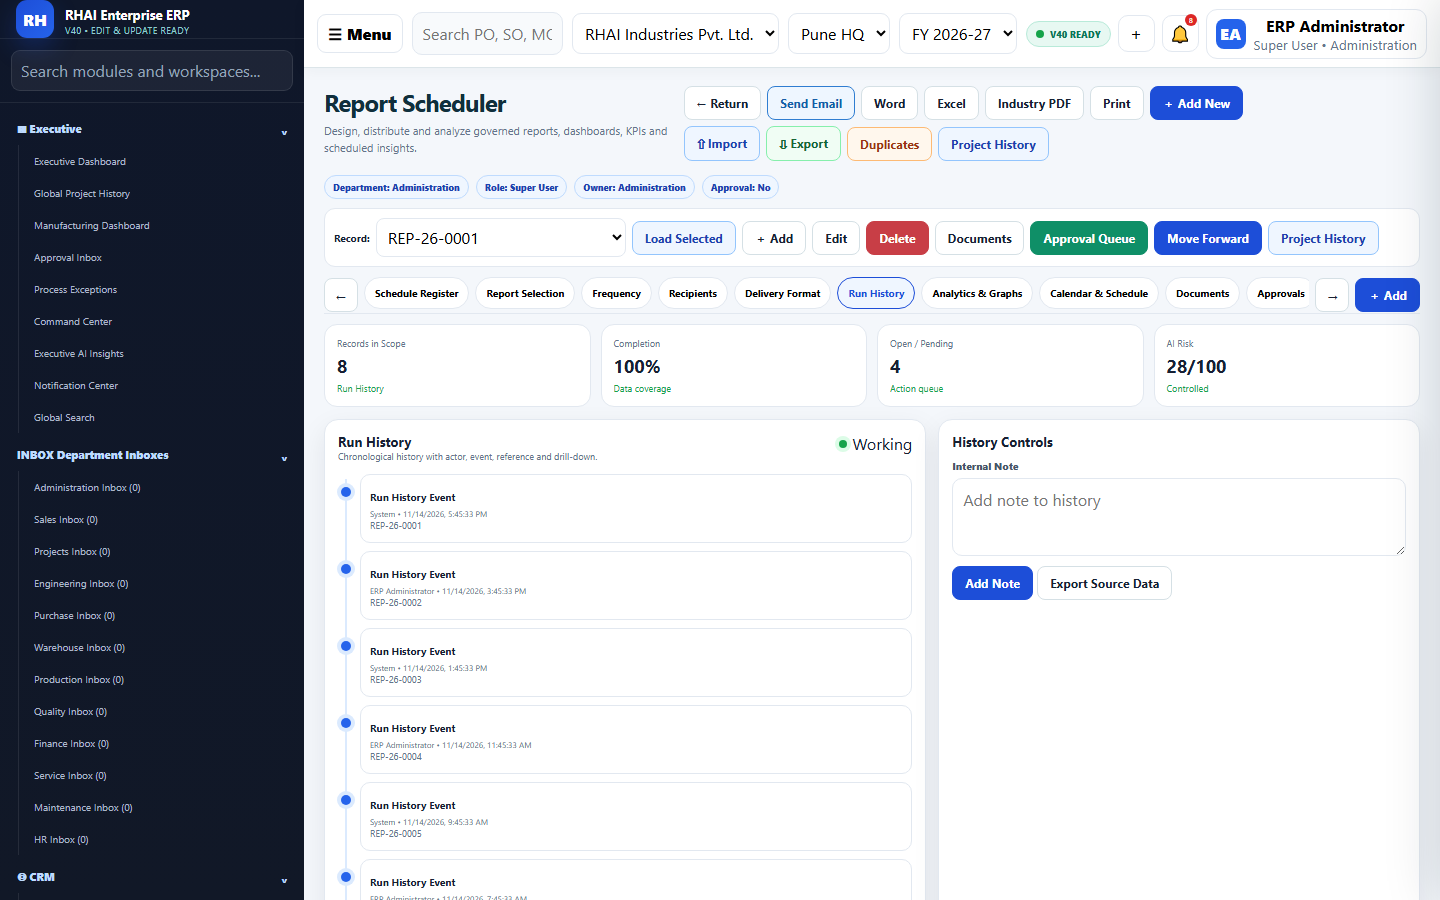 RH
RHAI Enterprise ERP
V40 • EDIT & UPDATE READY
Search modules and workspaces...
Executive
Executive Dashboard
Global Project History
Manufacturing Dashboard
Approval Inbox
Process Exceptions
Command Center
Executive AI Insights
Notification Center
Global Search
INBOX Department Inboxes
Administration Inbox (0)
Sales Inbox (0)
Projects Inbox (0)
Engineering Inbox (0)
Purchase Inbox (0)
Warehouse Inbox (0)
Production Inbox (0)
Quality Inbox (0)
Finance Inbox (0)
Service Inbox (0)
Maintenance Inbox (0)
HR Inbox (0)
CRM
☰ Menu
Search PO, SO, MO
RHAI Industries Pvt. Ltd.
Pune HQ
FY 2026-27
V40 READY
+
8
EA
ERP Administrator
Super User • Administration
Report Scheduler
Design, distribute and analyze governed reports, dashboards, KPIs and
scheduled insights.
← Return
Send Email
Word
Excel
Industry PDF
Print
+ Add New
⇧ Import
⇩ Export
Duplicates
Project History
Department: Administration
Role: Super User
Owner: Administration
Approval: No
Record:
REP-26-0001
Load Selected
+ Add
Edit
Delete
Documents
Approval Queue
Move Forward
Project History
←
Schedule Register
Report Selection
Frequency
Recipients
Delivery Format
Run History
Analytics & Graphs
Calendar & Schedule
Documents
Approvals
→
+ Add
Records in Scope
8
Run History
Completion
100%
Data coverage
Open / Pending
4
Action queue
AI Risk
28/100
Controlled
Run History
Chronological history with actor, event, reference and drill-down.
Working
Run History Event
System • 11/14/2026, 5:45:33 PM
REP-26-0001
Run History Event
ERP Administrator • 11/14/2026, 3:45:33 PM
REP-26-0002
Run History Event
System • 11/14/2026, 1:45:33 PM
REP-26-0003
Run History Event
ERP Administrator • 11/14/2026, 11:45:33 AM
REP-26-0004
Run History Event
System • 11/14/2026, 9:45:33 AM
REP-26-0005
Run History Event
ERP Administrator • 11/14/2026, 7:45:33 AM
History Controls
Internal Note
Add note to history
Add Note
Export Source Data